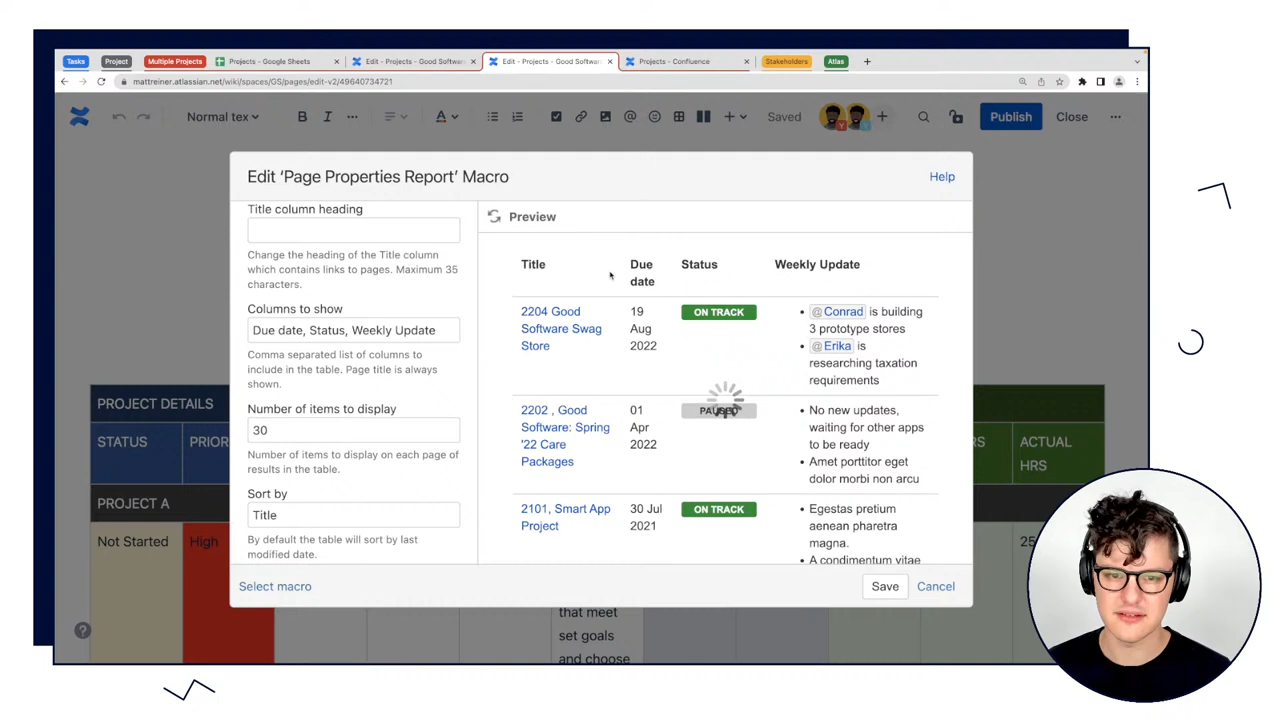 Tasks
Project
Multiple Projects
Projects - Google Sheets
Edit - Projects - Good Softwar
Edit - Projects - Good Softwar
Projects - Confluence
Stakeholders
Atlas
mattreiner.atlassian.net/wiki/spaces/GS/pages/edit-v2/49640734721
Normal tex
B I
A
Saved
Publish
Close
Edit 'Page Properties Report' Macro
Help
Title column heading
Change the heading of the Title column
which contains links to pages. Maximum 35
characters.
Columns to show
Due date, Status, Weekly Update
Comma separated list of columns to
include in the table. Page title is always
shown.
Number of items to display
30
Number of items to display on each page of
results in the table.
Sort by
Title
By default the table will sort by last
modified date.
Select macro
Preview
Title
Due
date
Status
Weekly Update
2204 Good
Software Swag
Store
19
Aug
2022
ON TRACK
@Conrad is building
3 prototype stores
@Erika is
researching taxation
requirements
2202 , Good
Software: Spring
'22 Care
Packages
01
Apr
2022
PAUSED
No new updates,
waiting for other apps
to be ready
Amet porttitor eget
dolor morbi non arcu
2101, Smart App
Project
30 Jul
2021
ON TRACK
Egestas pretium
aenean pharetra
magna.
A condimentum vitae
Save
Cancel
PROJECT DETAILS
STATUS
PRIOR
ACTUAL
HRS
PROJECT A
Not Started
High
25
that meet
set goals
and choose